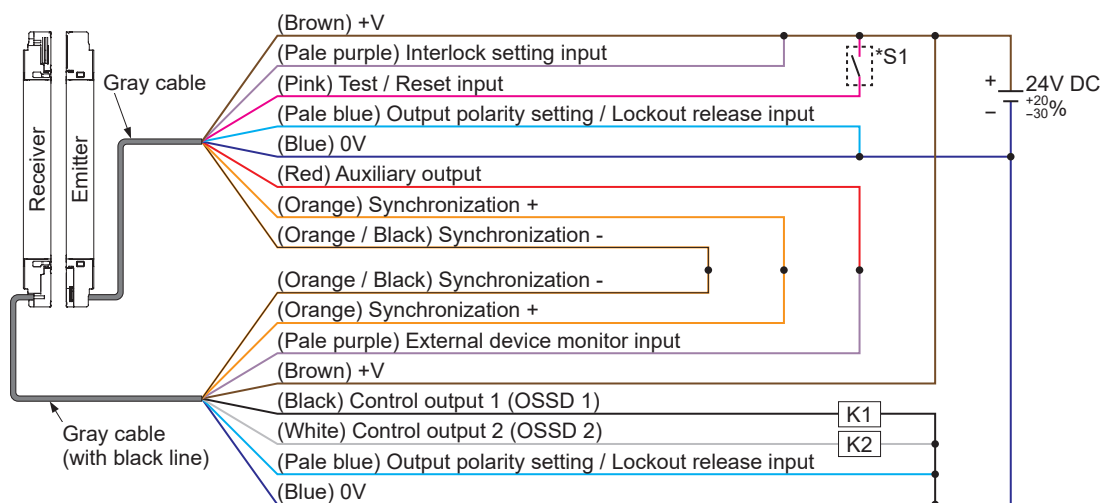 (Brown) +V
(Pale purple) Interlock setting input
*S1
Gray cable
(Pink) Test / Reset input
+ 24V DC
− +20 −30 %
(Pale blue) Output polarity setting / Lockout release input
(Blue) 0V
Receiver
Emitter
(Red) Auxiliary output
(Orange) Synchronization +
(Orange / Black) Synchronization -
(Orange / Black) Synchronization -
(Orange) Synchronization +
(Pale purple) External device monitor input
(Brown) +V
(Black) Control output 1 (OSSD 1)
K1
Gray cable
(with black line)
(White) Control output 2 (OSSD 2)
K2
(Pale blue) Output polarity setting / Lockout release input
(Blue) 0V